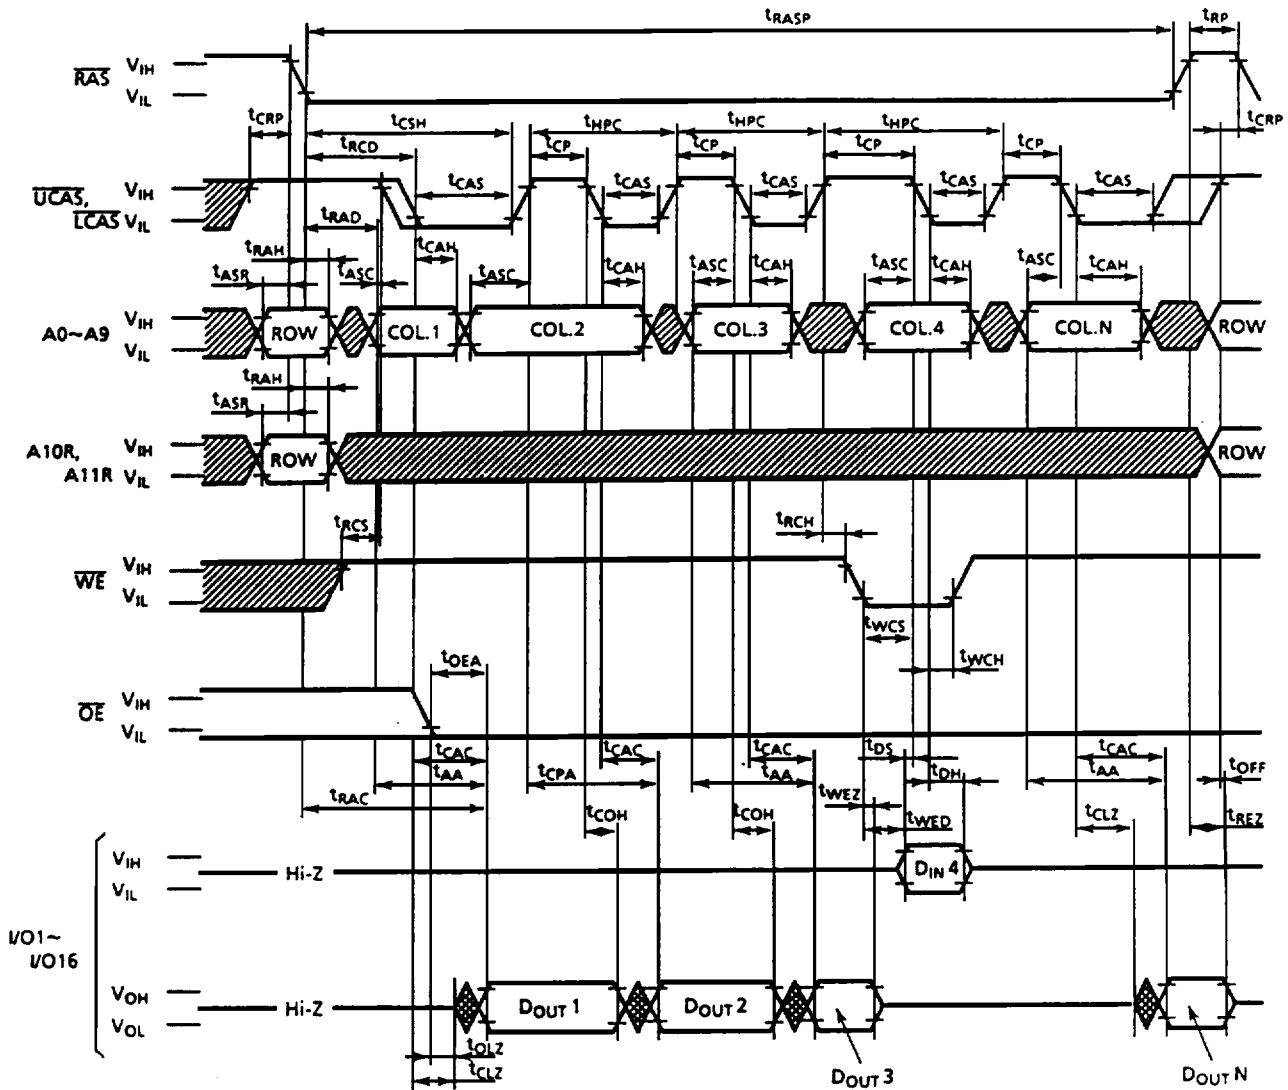 tRASP tRP
RAS VIH
VIL
tCRP tCSH tHPC tHPC tHPC tCRP
tRCD tCP tCP tCP tCP
UCAS, VIH tCAS tCAS tCAS tCAS tCAS
LCAS VIL
tRAD
tRAH tCAH
tASR tASC tASC tCAH tASC tCAH tASC tCAH tASC tCAH
A0~A9 VIH ROW COL.1 COL.2 COL.3 COL.4 COL.N ROW
VIL
tRAH
tASR
A10R, VIH ROW ROW
A11R VIL
tRCS tRCH
WE VIH
VIL
tWCS
tWCH
tOEA
OE VIH
VIL
tCAC tCAC tCAC tDS tCAC
tAA tCPA tAA tDH tAA tOFF
tRAC tWEZ
tCOH tCOH tWED tCLZ tREZ
VIH Hi-Z DIN 4
VIL
I/O1~
I/O16
VOH Hi-Z DOUT 1 DOUT 2
VOL
tOLZ
tCLZ DOUT 3 DOUT N